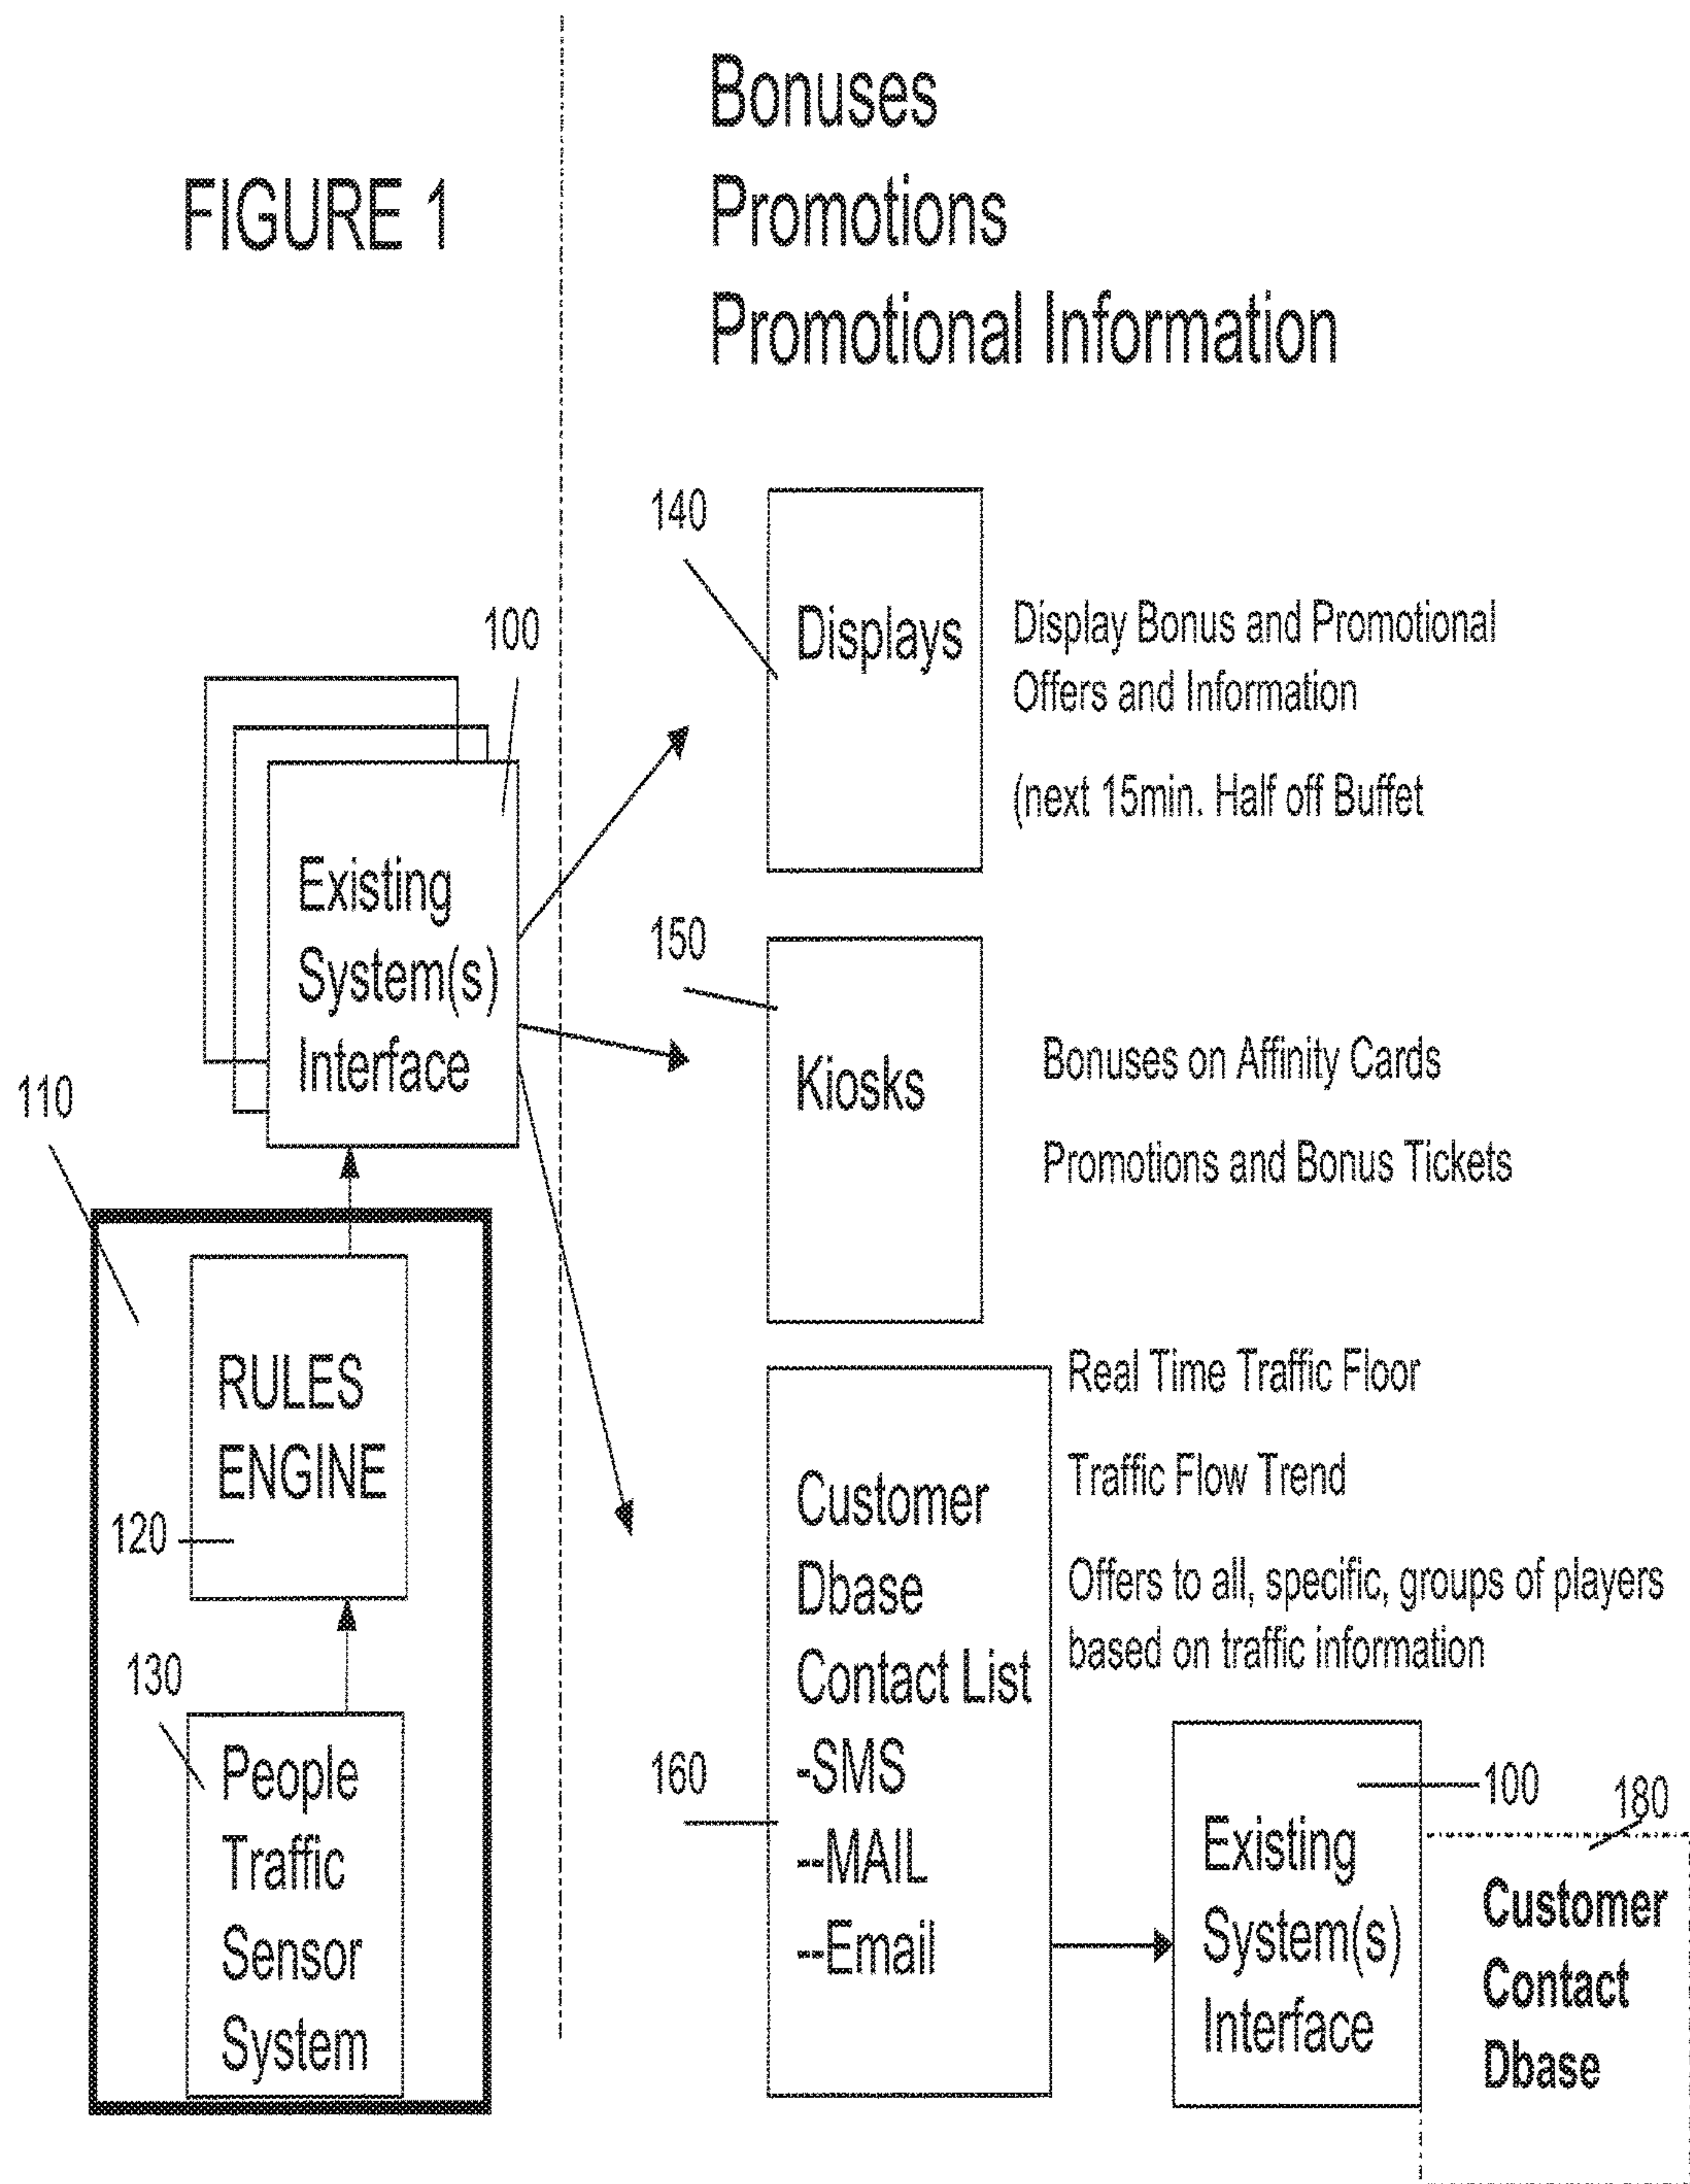 FIGURE 1
Bonuses
Promotions
Promotional Information
100
Existing
System(s)
Interface
110
RULES
ENGINE
120
130
People
Traffic
Sensor
System
140
Displays
Display Bonus and Promotional
Offers and Information
(next 15min. Half off Buffet
150
Kiosks
Bonuses on Affinity Cards
Promotions and Bonus Tickets
160
Customer
Dbase
Contact List
-SMS
--MAIL
--Email
Real Time Traffic Floor
Traffic Flow Trend
Offers to all, specific, groups of players
based on traffic information
100
Existing
System(s)
Interface
180
Customer
Contact
Dbase